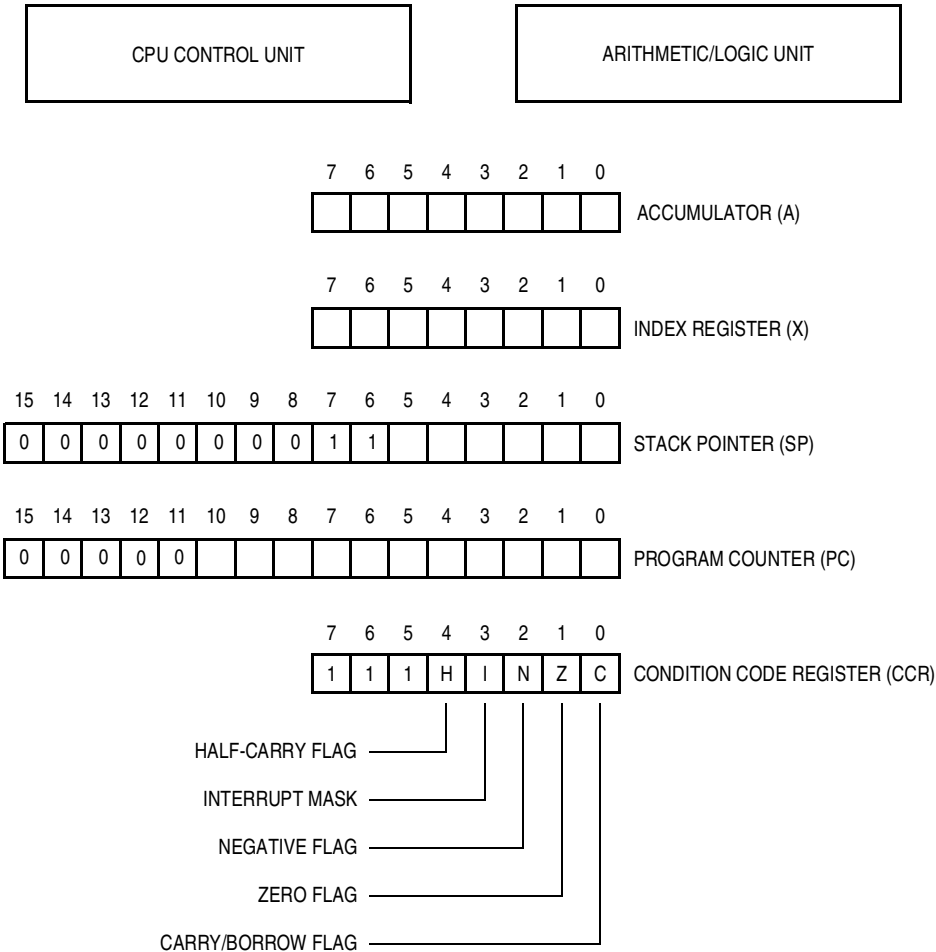 CPU CONTROL UNIT
ARITHMETIC/LOGIC UNIT
7 6 5 4 3 2 1 0
ACCUMULATOR (A)
7 6 5 4 3 2 1 0
INDEX REGISTER (X)
15 14 13 12 11 10 9 8 7 6 5 4 3 2 1 0
0 0 0 0 0 0 0 0 1 1 STACK POINTER (SP)
15 14 13 12 11 10 9 8 7 6 5 4 3 2 1 0
0 0 0 0 0 PROGRAM COUNTER (PC)
7 6 5 4 3 2 1 0
1 1 1 H I N Z C CONDITION CODE REGISTER (CCR)
HALF-CARRY FLAG
INTERRUPT MASK
NEGATIVE FLAG
ZERO FLAG
CARRY/BORROW FLAG